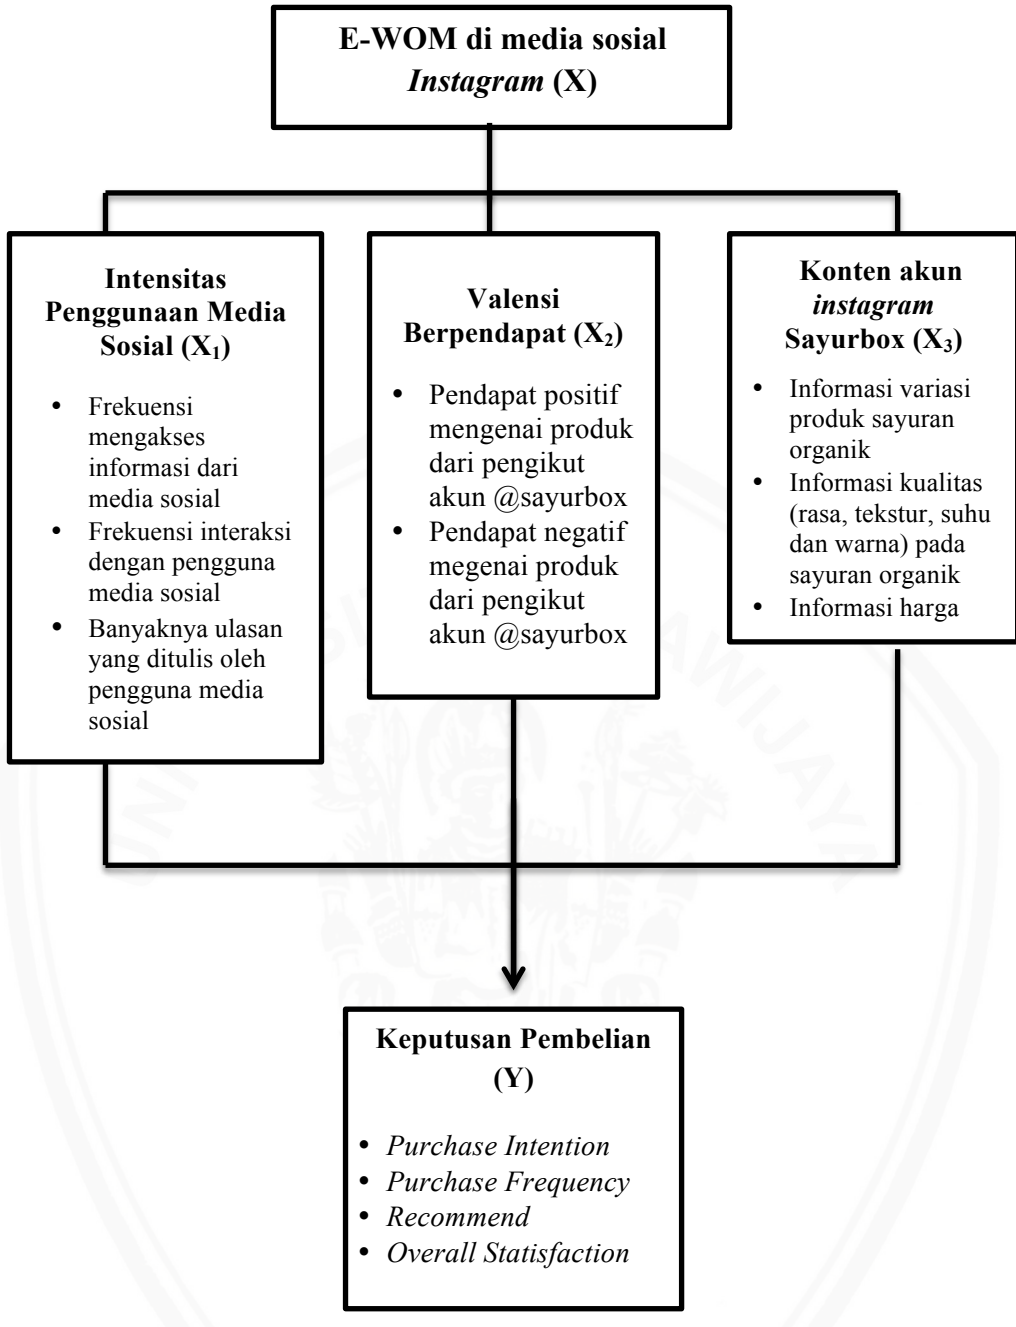 E-WOM di media sosial
Instagram (X)
Intensitas
Penggunaan Media
Sosial (X₁)
• Frekuensi
mengakses
informasi dari
media sosial
• Frekuensi interaksi
dengan pengguna
media sosial
• Banyaknya ulasan
yang ditulis oleh
pengguna media
sosial
Valensi
Berpendapat (X₂)
• Pendapat positif
mengenai produk
dari pengikut
akun @sayurbox
• Pendapat negatif
megenai produk
dari pengikut
akun @sayurbox
Konten akun
instagram
Sayurbox (X₃)
• Informasi variasi
produk sayuran
organik
• Informasi kualitas
(rasa, tekstur, suhu
dan warna) pada
sayuran organik
• Informasi harga
Keputusan Pembelian
(Y)
• Purchase Intention
• Purchase Frequency
• Recommend
• Overall Statisfaction